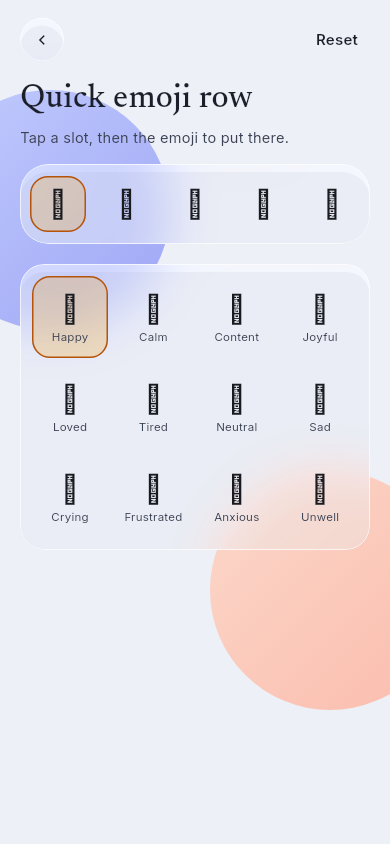 Reset
Quick emoji row
Tap a slot, then the emoji to put there.
Happy Calm Content Joyful
Loved Tired Neutral Sad
Crying Frustrated Anxious Unwell